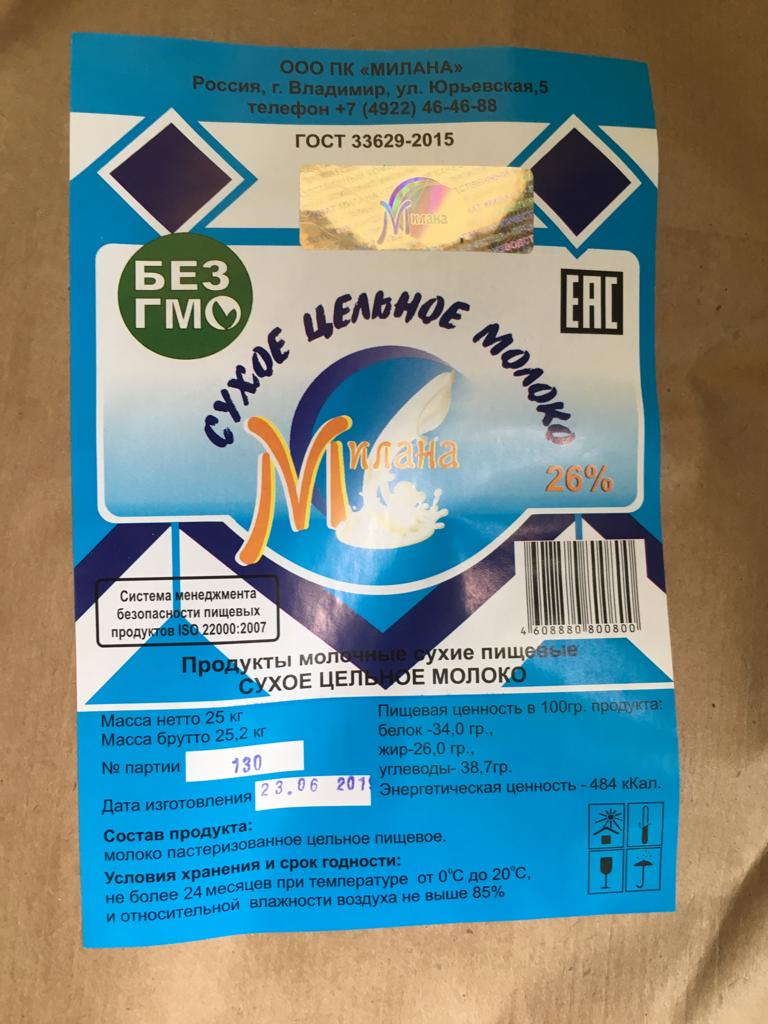 ООО ПК «МИЛАНА»
Россия, г. Владимир, ул. Юрьевская,5
телефон +7 (4922) 46-46-88
ГОСТ 33629-2015
Милана
БЕЗ
ГМО
EAC
СУХОЕ ЦЕЛЬНОЕ МОЛОКО
Милана
26%
Система менеджмента
безопасности пищевых
продуктов ISO 22000:2007
4 608880 800800
Продукты молочные сухие пищевые
СУХОЕ ЦЕЛЬНОЕ МОЛОКО
Масса нетто 25 кг
Масса брутто 25,2 кг
№ партии 130
Дата изготовления 23.06 2019
Пищевая ценность в 100гр. продукта:
белок -34,0 гр.,
жир-26,0 гр.,
углеводы- 38,7гр.
Энергетическая ценность - 484 кКал.
Состав продукта:
молоко пастеризованное цельное пищевое.
Условия хранения и срок годности:
не более 24 месяцев при температуре от 0°С до 20°С,
и относительной влажности воздуха не выше 85%